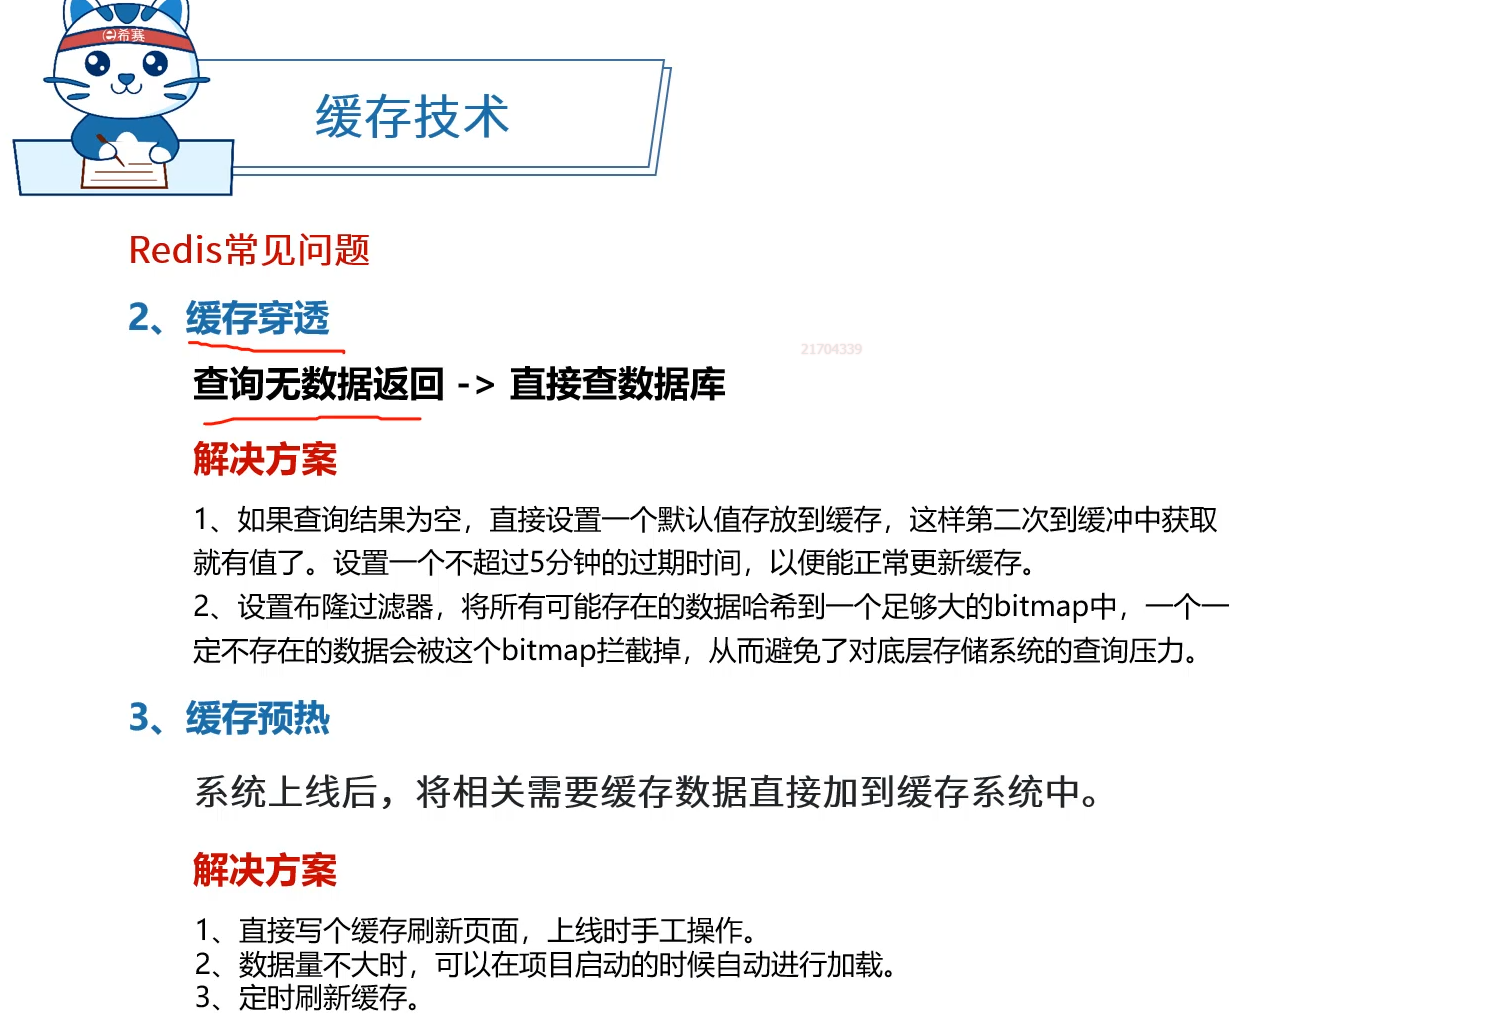 e希赛
缓存技术
Redis常见问题
2、缓存穿透
21704339
查询无数据返回 -> 直接查数据库
解决方案
1、如果查询结果为空，直接设置一个默认值存放到缓存，这样第二次到缓冲中获取
就有值了。设置一个不超过5分钟的过期时间，以便能正常更新缓存。
2、设置布隆过滤器，将所有可能存在的数据哈希到一个足够大的bitmap中，一个一
定不存在的数据会被这个bitmap拦截掉，从而避免了对底层存储系统的查询压力。
3、缓存预热
系统上线后，将相关需要缓存数据直接加到缓存系统中。
解决方案
1、直接写个缓存刷新页面，上线时手工操作。
2、数据量不大时，可以在项目启动的时候自动进行加载。
3、定时刷新缓存。